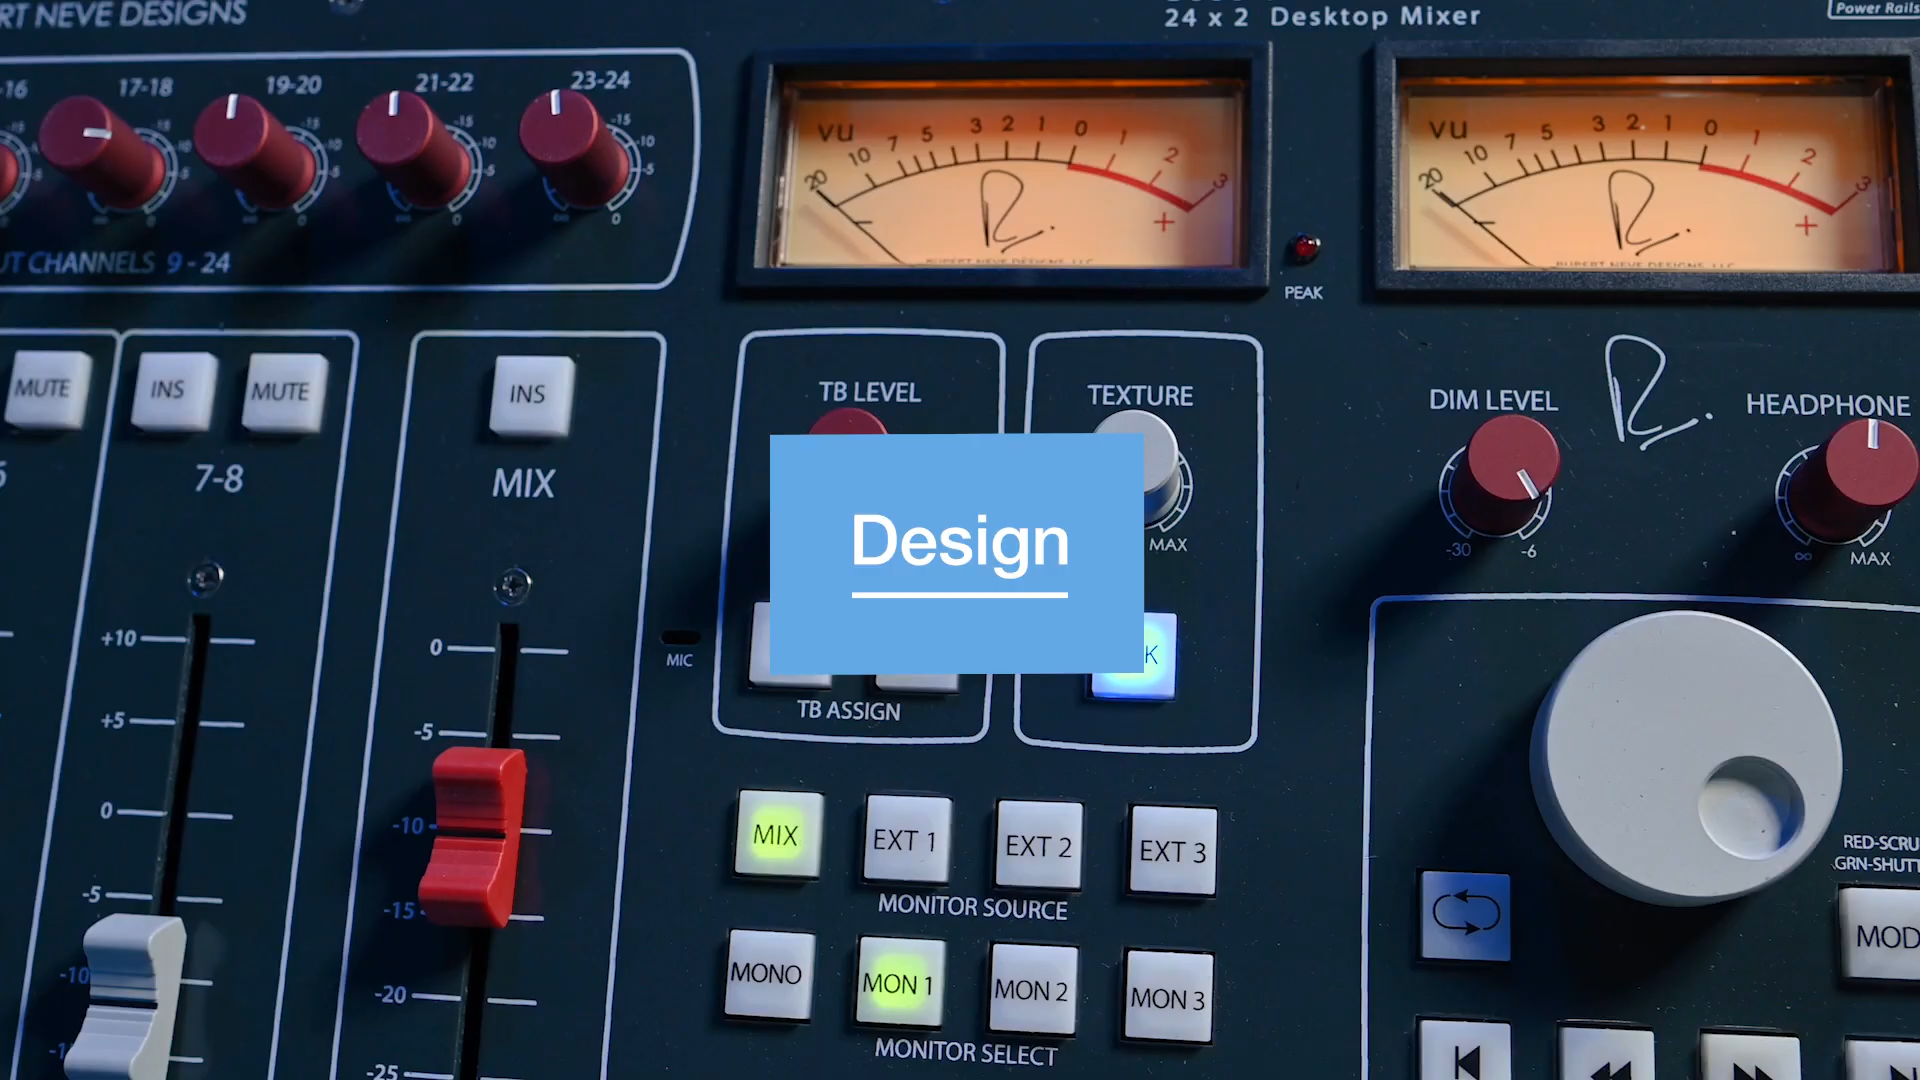 RT NEVE DESIGNS
24 x 2 Desktop Mixer
Power Rails
-16
17-18
19-20
21-22
23-24
UT CHANNELS 9 - 24
VU
20 10 7 5 3 2 1 0 1 2 3
+
VU
20 10 7 5 3 2 1 0 1 2 3
+
PEAK
MUTE
INS
MUTE
7-8
INS
MIX
TB LEVEL
TEXTURE
MAX
DIM LEVEL
-30
-6
HEADPHONE
∞
MAX
Design
K
MIC
TB ASSIGN
+10
+5
0
-5
-10
0
-5
-10
-15
-20
-25
MIX
EXT 1
EXT 2
EXT 3
MONITOR SOURCE
MONO
MON 1
MON 2
MON 3
MONITOR SELECT
RED-SCRU
GRN-SHUTT
MOD